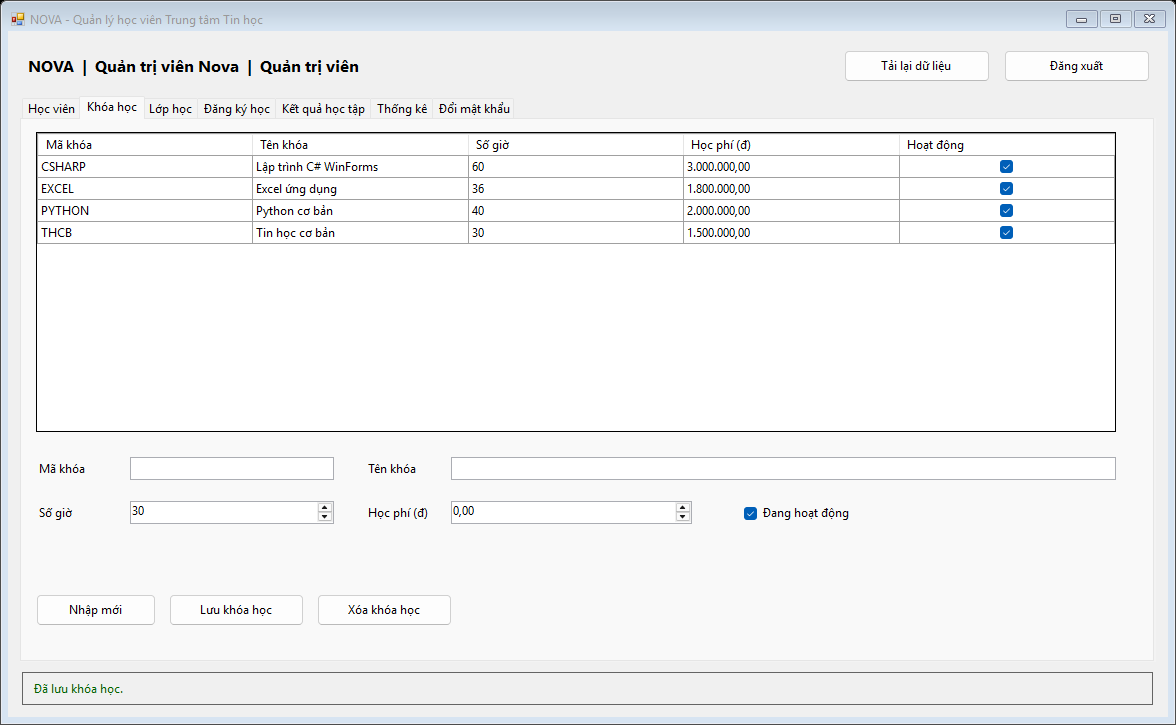 NOVA - Quản lý học viên Trung tâm Tin học
NOVA | Quản trị viên Nova | Quản trị viên
Tải lại dữ liệu
Đăng xuất
Học viên Khóa học Lớp học Đăng ký học Kết quả học tập Thống kê Đổi mật khẩu
Mã khóa Tên khóa Số giờ Học phí (đ) Hoạt động
CSHARP Lập trình C# WinForms 60 3.000.000,00
EXCEL Excel ứng dụng 36 1.800.000,00
PYTHON Python cơ bản 40 2.000.000,00
THCB Tin học cơ bản 30 1.500.000,00
Mã khóa Tên khóa
Số giờ 30 Học phí (đ) 0,00 Đang hoạt động
Nhập mới Lưu khóa học Xóa khóa học
Đã lưu khóa học.